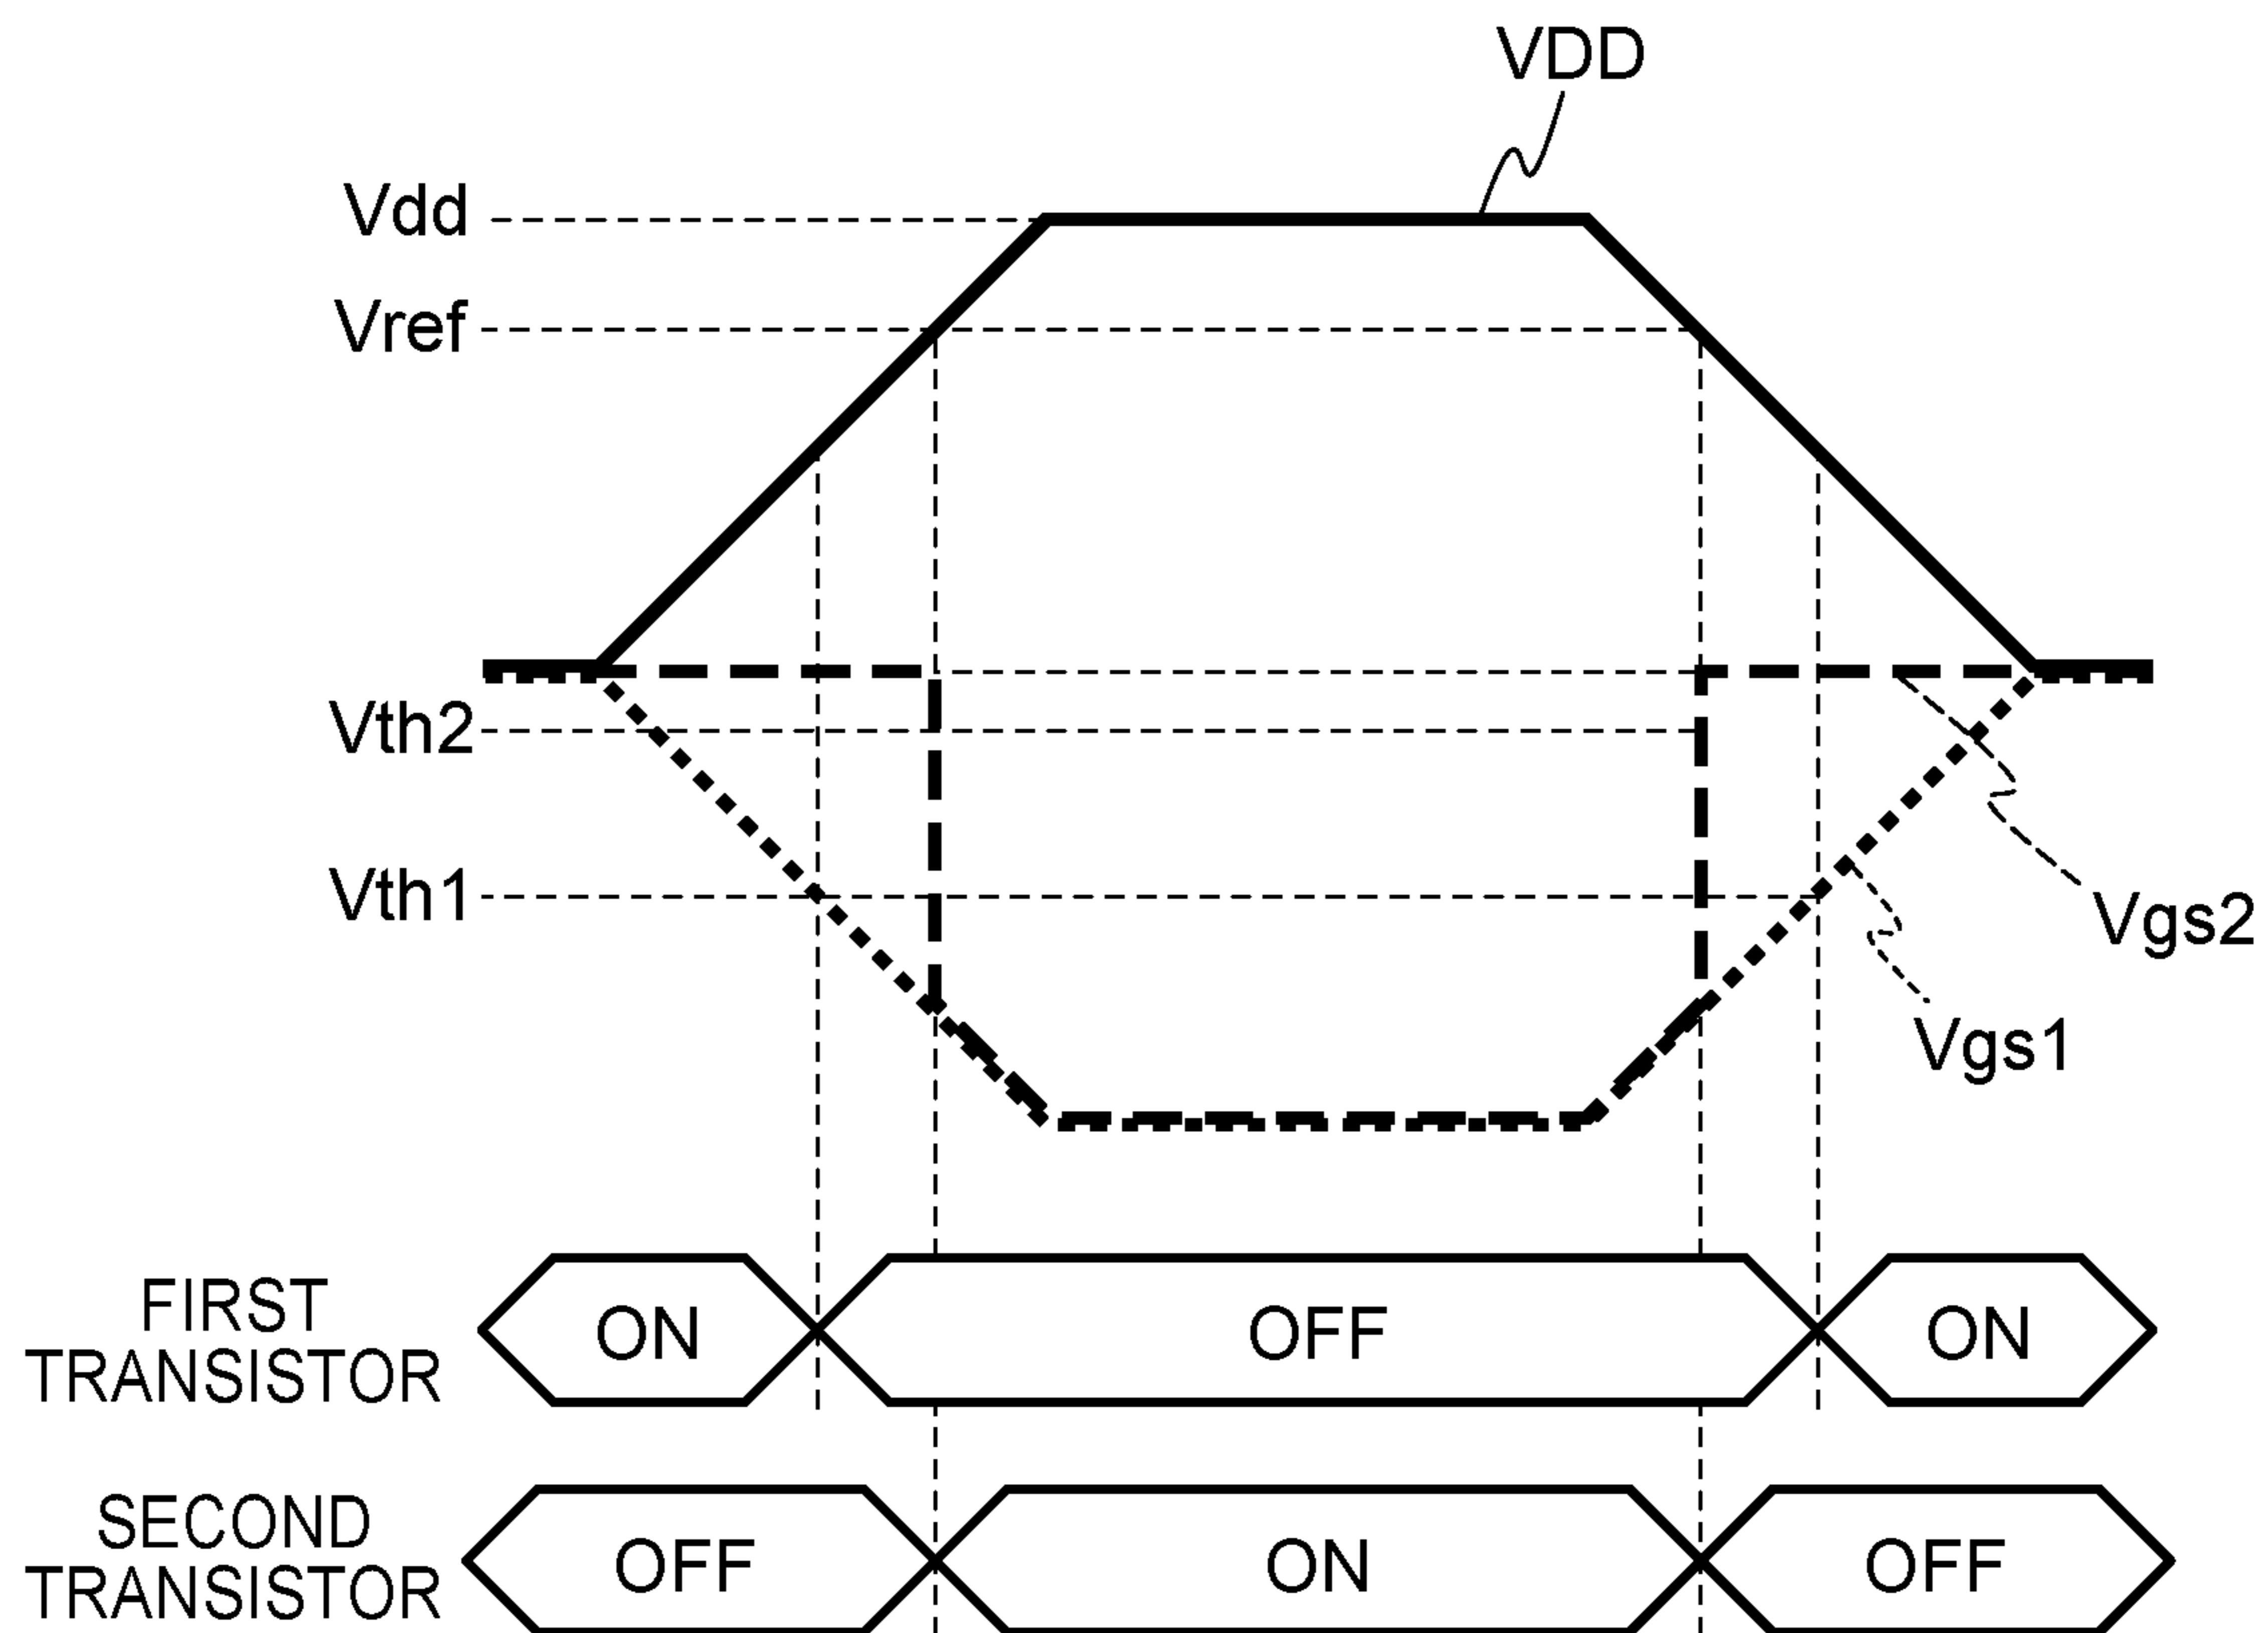 VDD
Vdd
Vref
Vth2
Vth1
Vgs2
Vgs1
FIRST
TRANSISTOR
ON
OFF
ON
SECOND
TRANSISTOR
OFF
ON
OFF